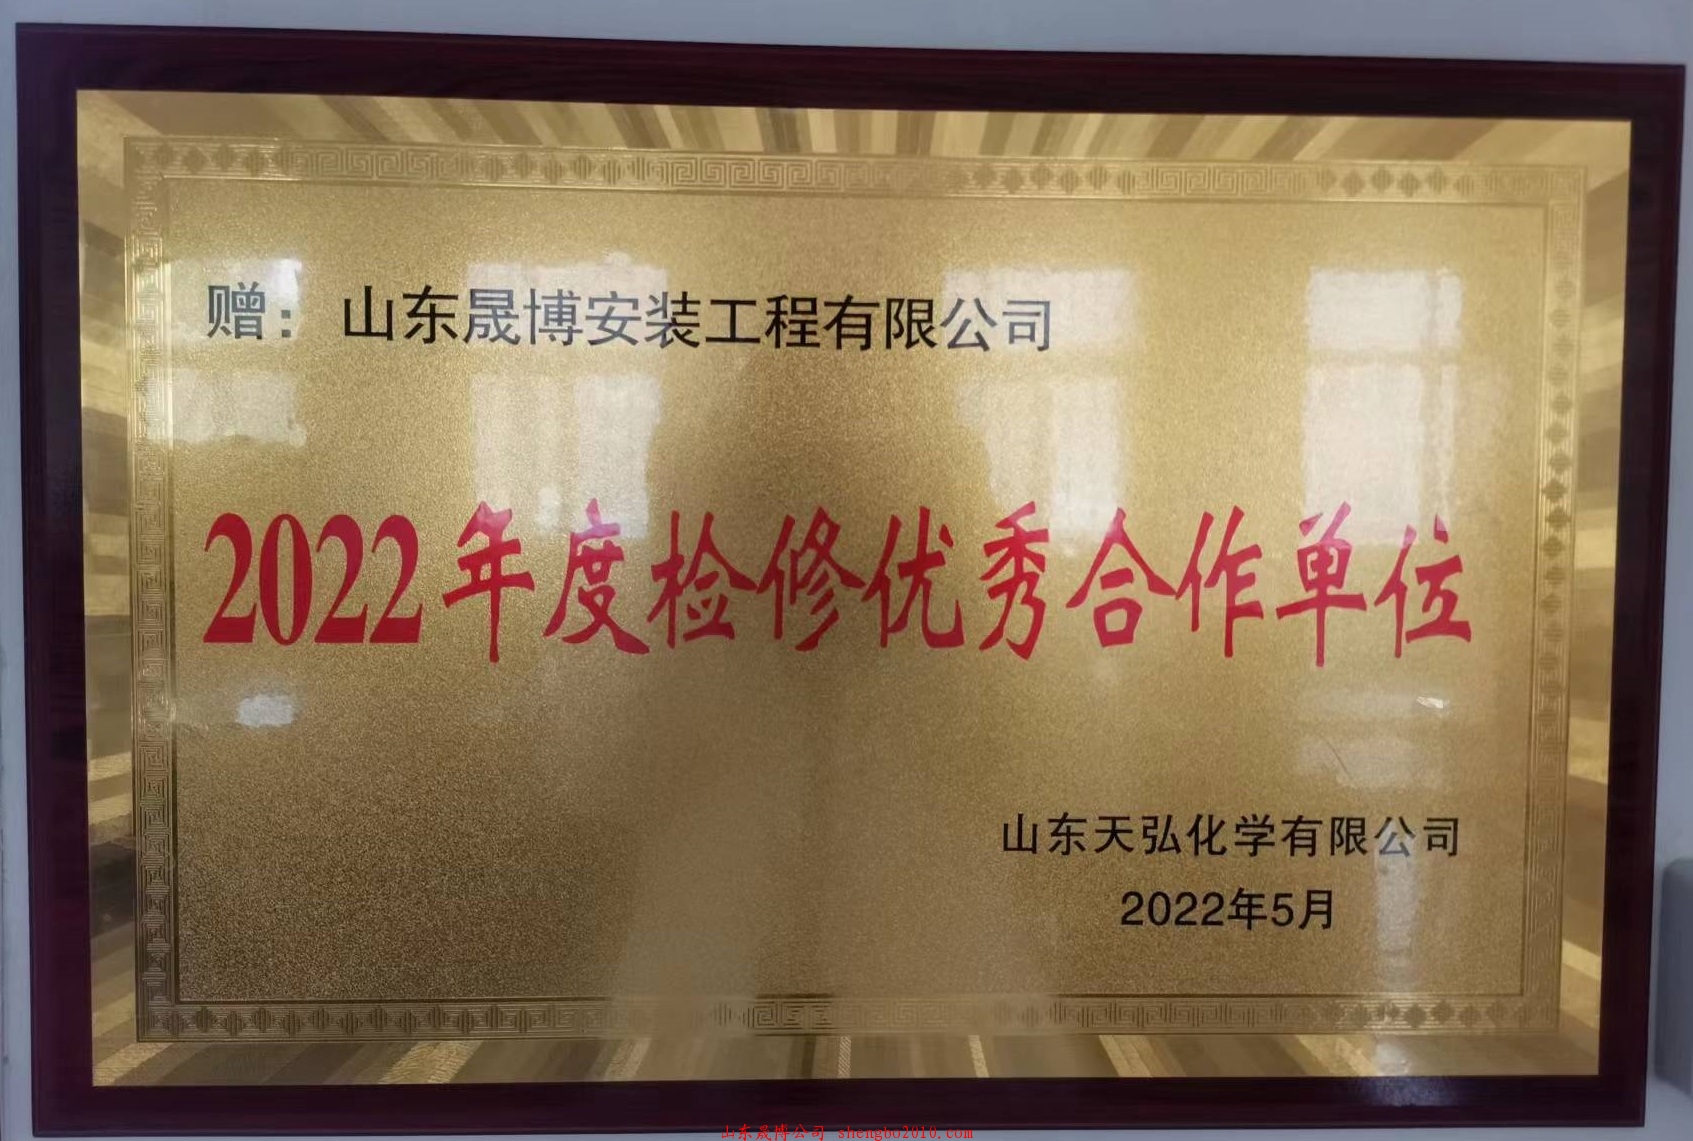 赠： 山东晟博安装工程有限公司
2022年度检修优秀合作单位
山东天弘化学有限公司
2022年5月
山东晟博公司 shengbo2010.com